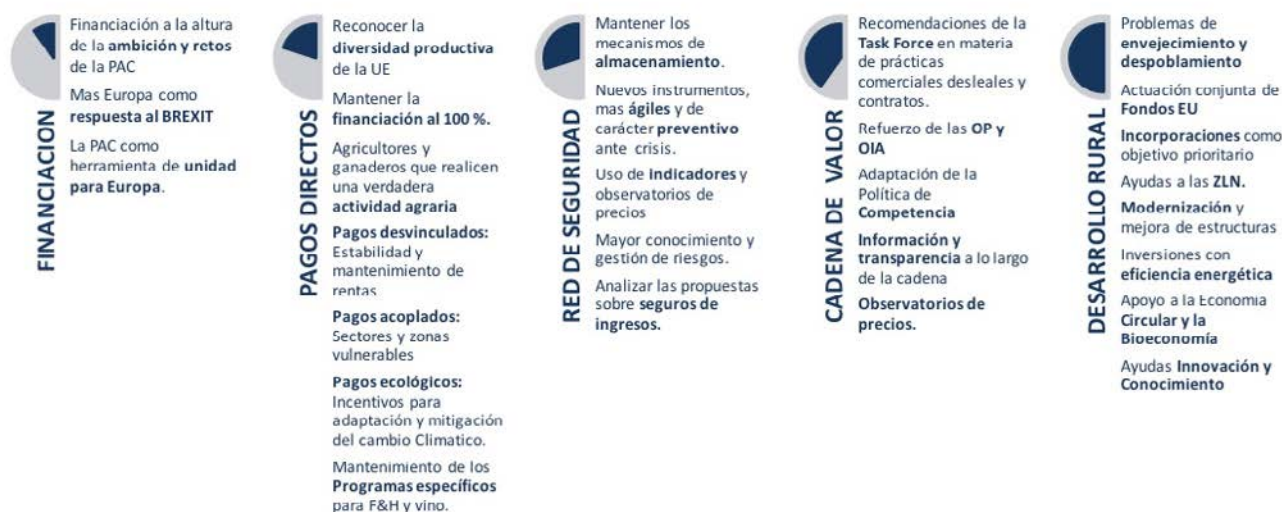 FINANCIACION
Financiación a la altura
de la ambición y retos
de la PAC
Mas Europa como
respuesta al BREXIT
La PAC como
herramienta de unidad
para Europa.
PAGOS DIRECTOS
Reconocer la
diversidad productiva
de la UE
Mantener la
financiación al 100 %.
Agricultores y
ganaderos que realicen
una verdadera
actividad agraria
Pagos desvinculados:
Estabilidad y
mantenimiento de
rentas
Pagos acoplados:
Sectores y zonas
vulnerables
Pagos ecológicos:
Incentivos para
adaptación y mitigación
del cambio Climatico.
Mantenimiento de los
Programas específicos
para F&H y vino.
RED DE SEGURIDAD
Mantener los
mecanismos de
almacenamiento.
Nuevos instrumentos,
mas ágiles y de
carácter preventivo
ante crisis.
Uso de indicadores y
observatorios de
precios
Mayor conocimiento y
gestión de riesgos.
Analizar las propuestas
sobre seguros de
ingresos.
CADENA DE VALOR
Recomendaciones de la
Task Force en materia
de prácticas
comerciales desleales y
contratos.
Refuerzo de las OP y
OIA
Adaptación de la
Política de
Competencia
Información y
transparencia a lo largo
de la cadena
Observatorios de
precios.
DESARROLLO RURAL
Problemas de
envejecimiento y
despoblamiento
Actuación conjunta de
Fondos EU
Incorporaciones como
objetivo prioritario
Ayudas a las ZLN.
Modernización y
mejora de estructuras
Inversiones con
eficiencia energética
Apoyo a la Economia
Circular y la
Bioeconomía
Ayudas Innovación y
Conocimiento